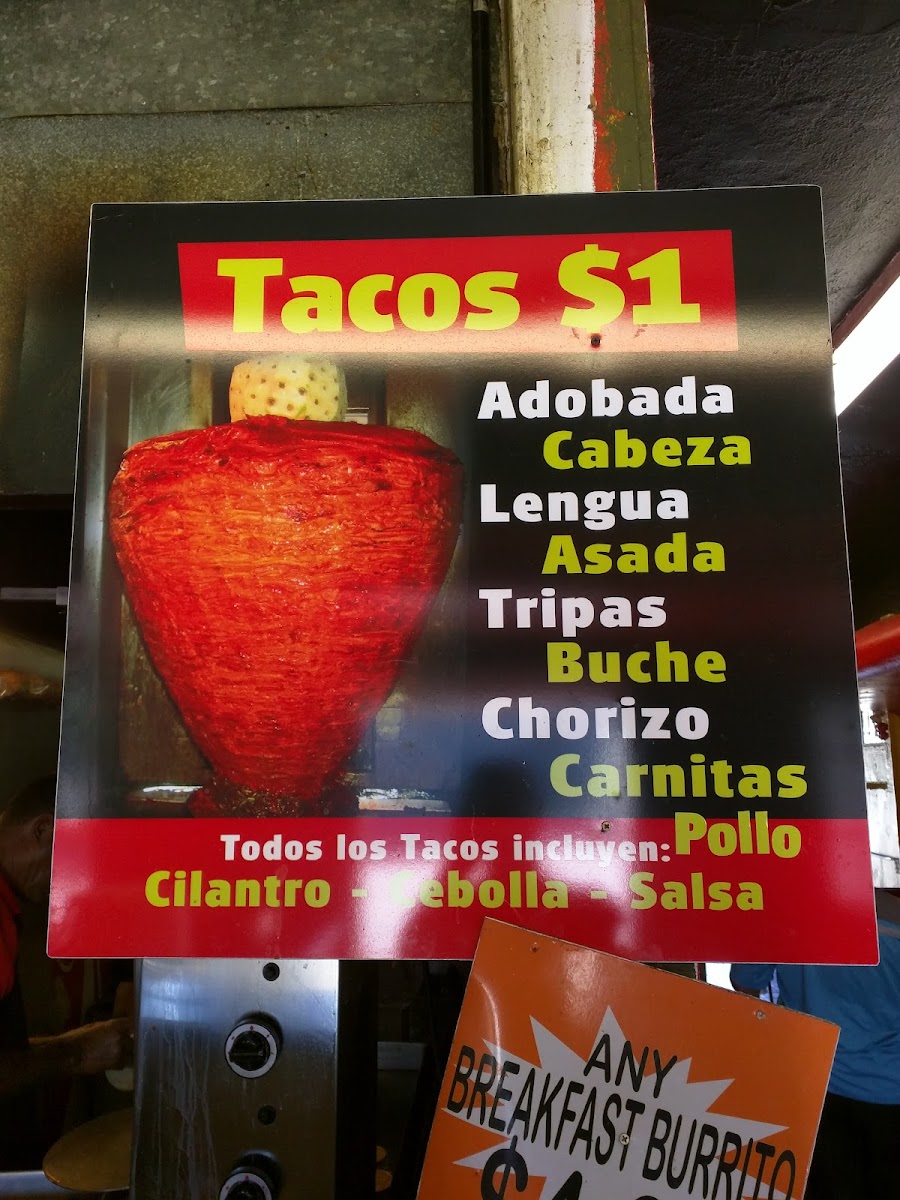 Tacos $1
Adobada
Cabeza
Lengua
Asada
Tripas
Buche
Chorizo
Carnitas
Pollo
Todos los Tacos incluyen:
Cilantro - Cebolla - Salsa
ANY
BREAKFAST BURRITO